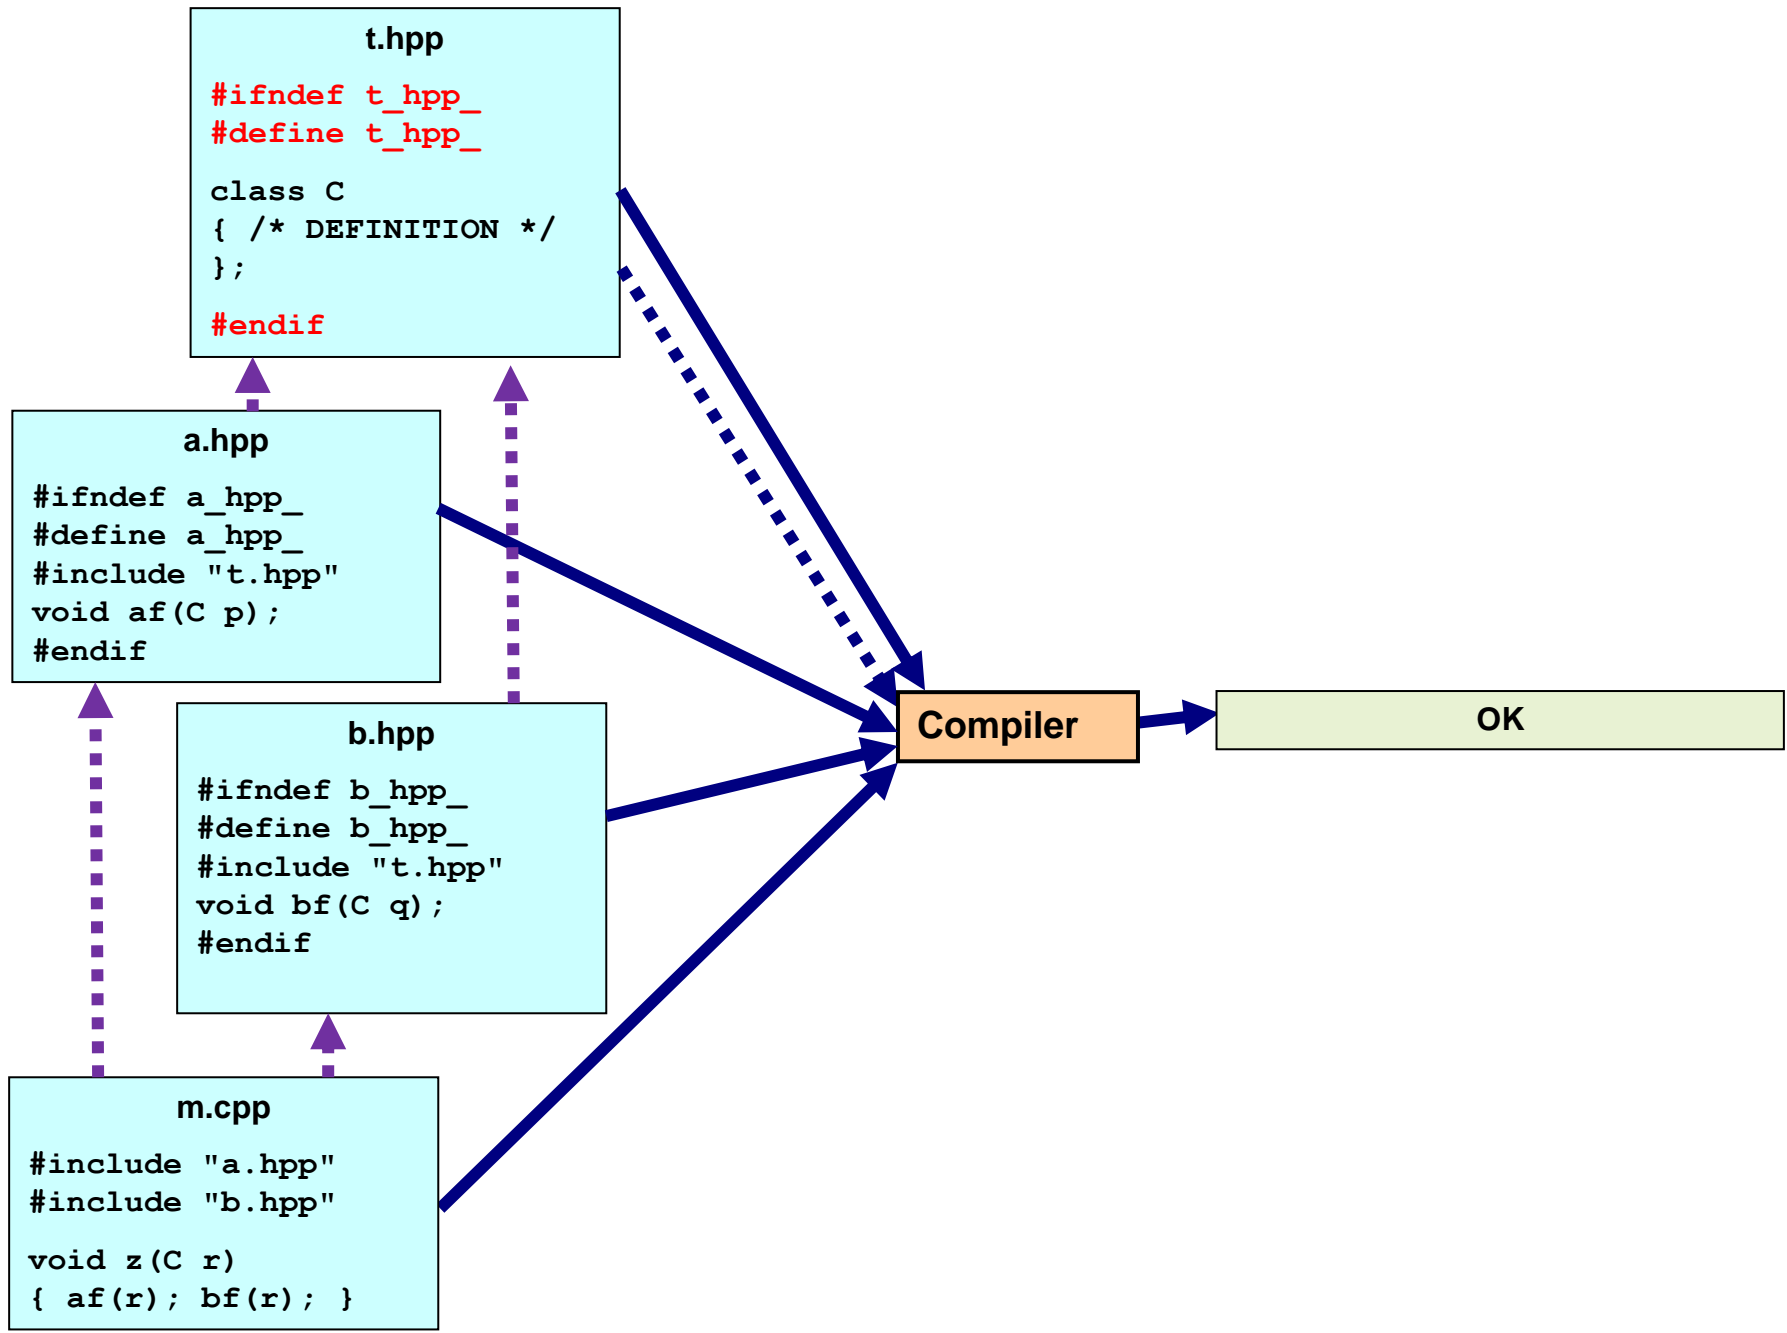 t.hpp
#ifndef t_hpp_
#define t_hpp_
class C
{ /* DEFINITION */
};
#endif
a.hpp
#ifndef a_hpp_
#define a_hpp_
#include "t.hpp"
void af(C p);
#endif
b.hpp
#ifndef b_hpp_
#define b_hpp_
#include "t.hpp"
void bf(C q);
#endif
m.cpp
#include "a.hpp"
#include "b.hpp"
void z(C r)
{ af(r); bf(r); }
Compiler
OK